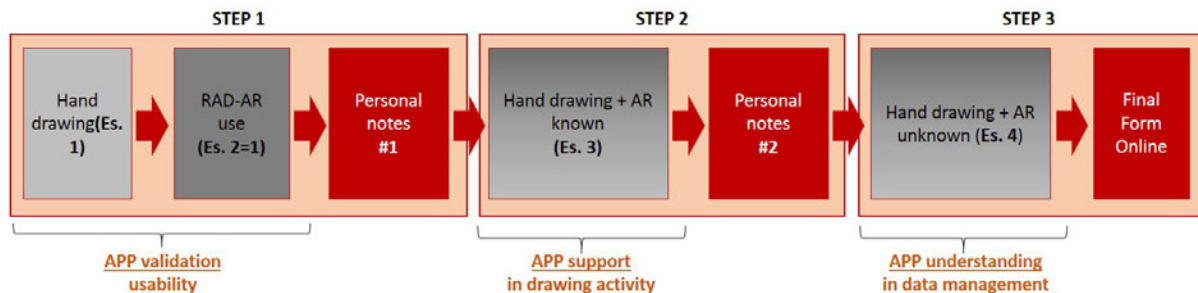 STEP 1
STEP 2
STEP 3
Hand
drawing(Es.
1)
RAD-AR
use
(Es. 2=1)
Personal
notes
#1
Hand drawing + AR
known
(Es. 3)
Personal
notes
#2
Hand drawing + AR
unknown (Es. 4)
Final
Form
Online
APP validation
usability
APP support
in drawing activity
APP understanding
in data management